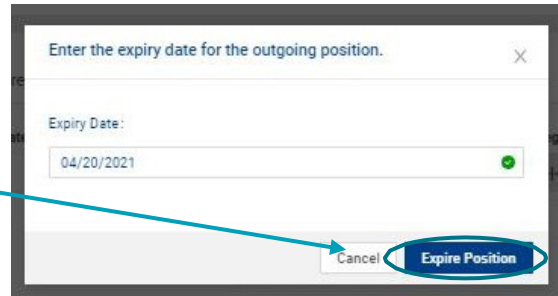 Enter the expiry date for the outgoing position.
Expiry Date:
04/20/2021
Cancel Expire Position